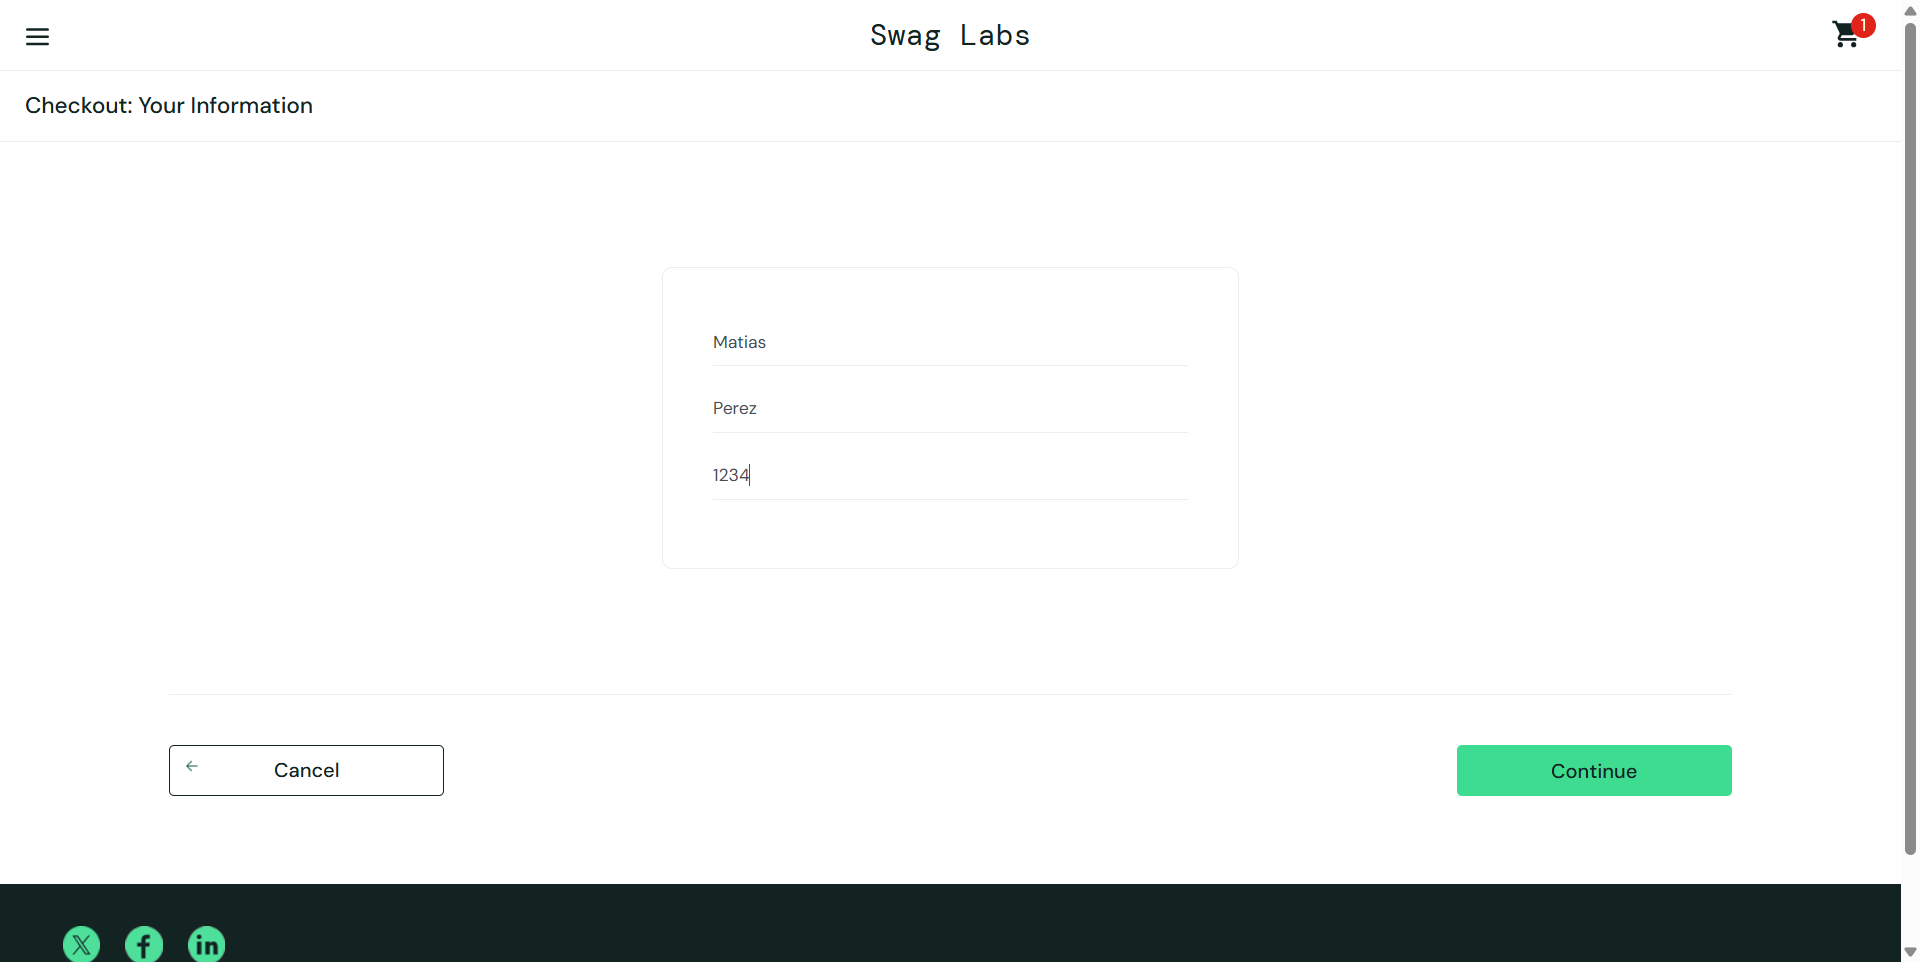 Swag Labs
1
Checkout: Your Information
Matias
Perez
1234
Cancel
Continue